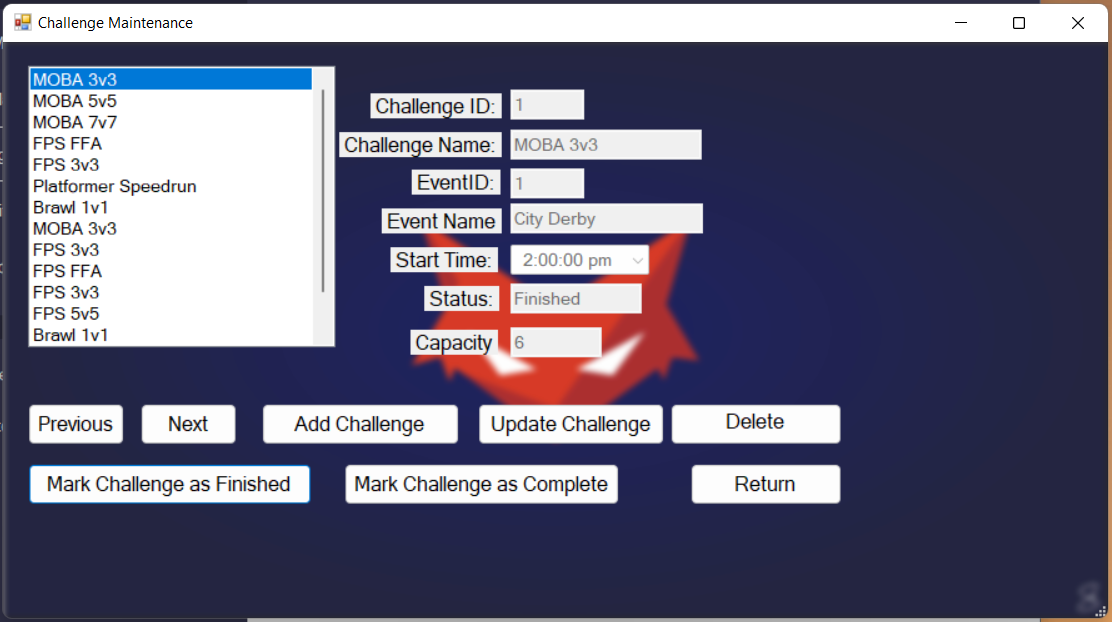 Challenge Maintenance
MOBA 3v3
MOBA 5v5
MOBA 7v7
FPS FFA
FPS 3v3
Platformer Speedrun
Brawl 1v1
MOBA 3v3
FPS 3v3
FPS FFA
FPS 3v3
FPS 5v5
Brawl 1v1
Challenge ID: 1
Challenge Name: MOBA 3v3
EventID: 1
Event Name City Derby
Start Time: 2:00:00 pm
Status: Finished
Capacity 6
Previous Next Add Challenge Update Challenge Delete
Mark Challenge as Finished Mark Challenge as Complete Return